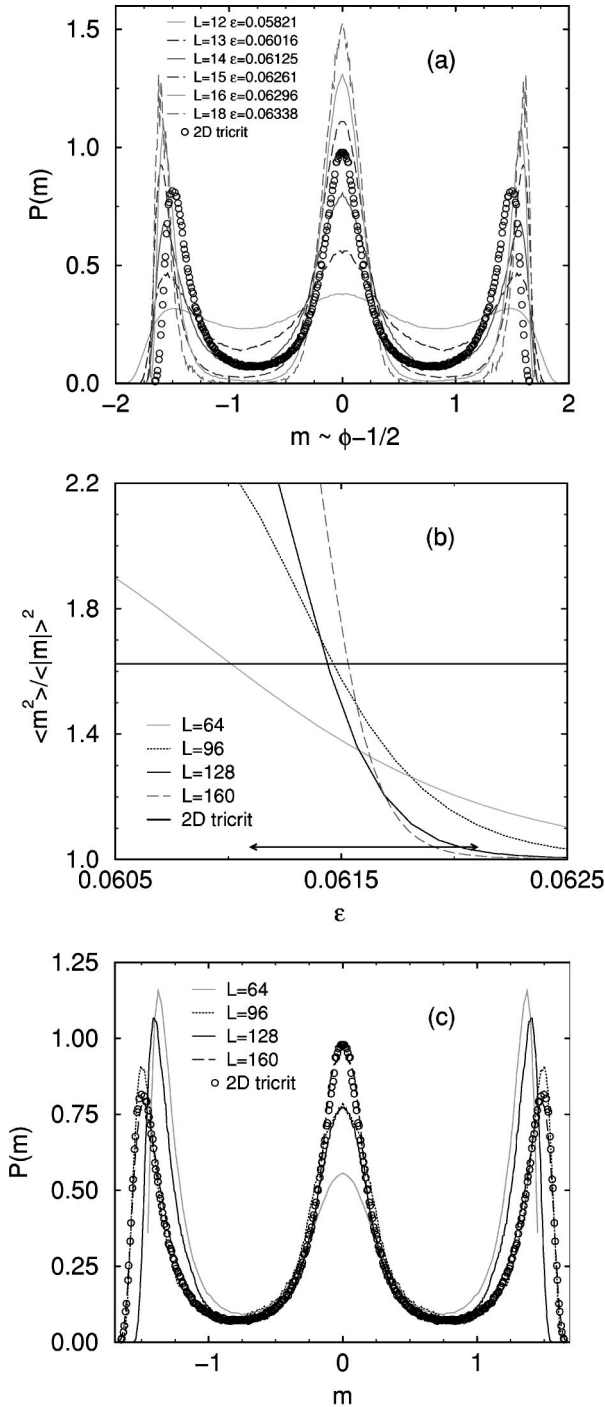 L=12 ε=0.05821
L=13 ε=0.06016
L=14 ε=0.06125
L=15 ε=0.06261
L=16 ε=0.06296
L=18 ε=0.06338
2D tricrit
(a)
1.5
1.0
0.5
0.0
P(m)
−2 −1 0 1 2
m ~ ϕ−1/2
(b)
2.2
1.8
1.4
1.0
<m²>/<|m|>²
L=64
L=96
L=128
L=160
2D tricrit
0.0605 0.0615 0.0625
ε
(c)
1.25
1.00
0.75
0.50
0.25
0.00
P(m)
L=64
L=96
L=128
L=160
2D tricrit
−1 0 1
m